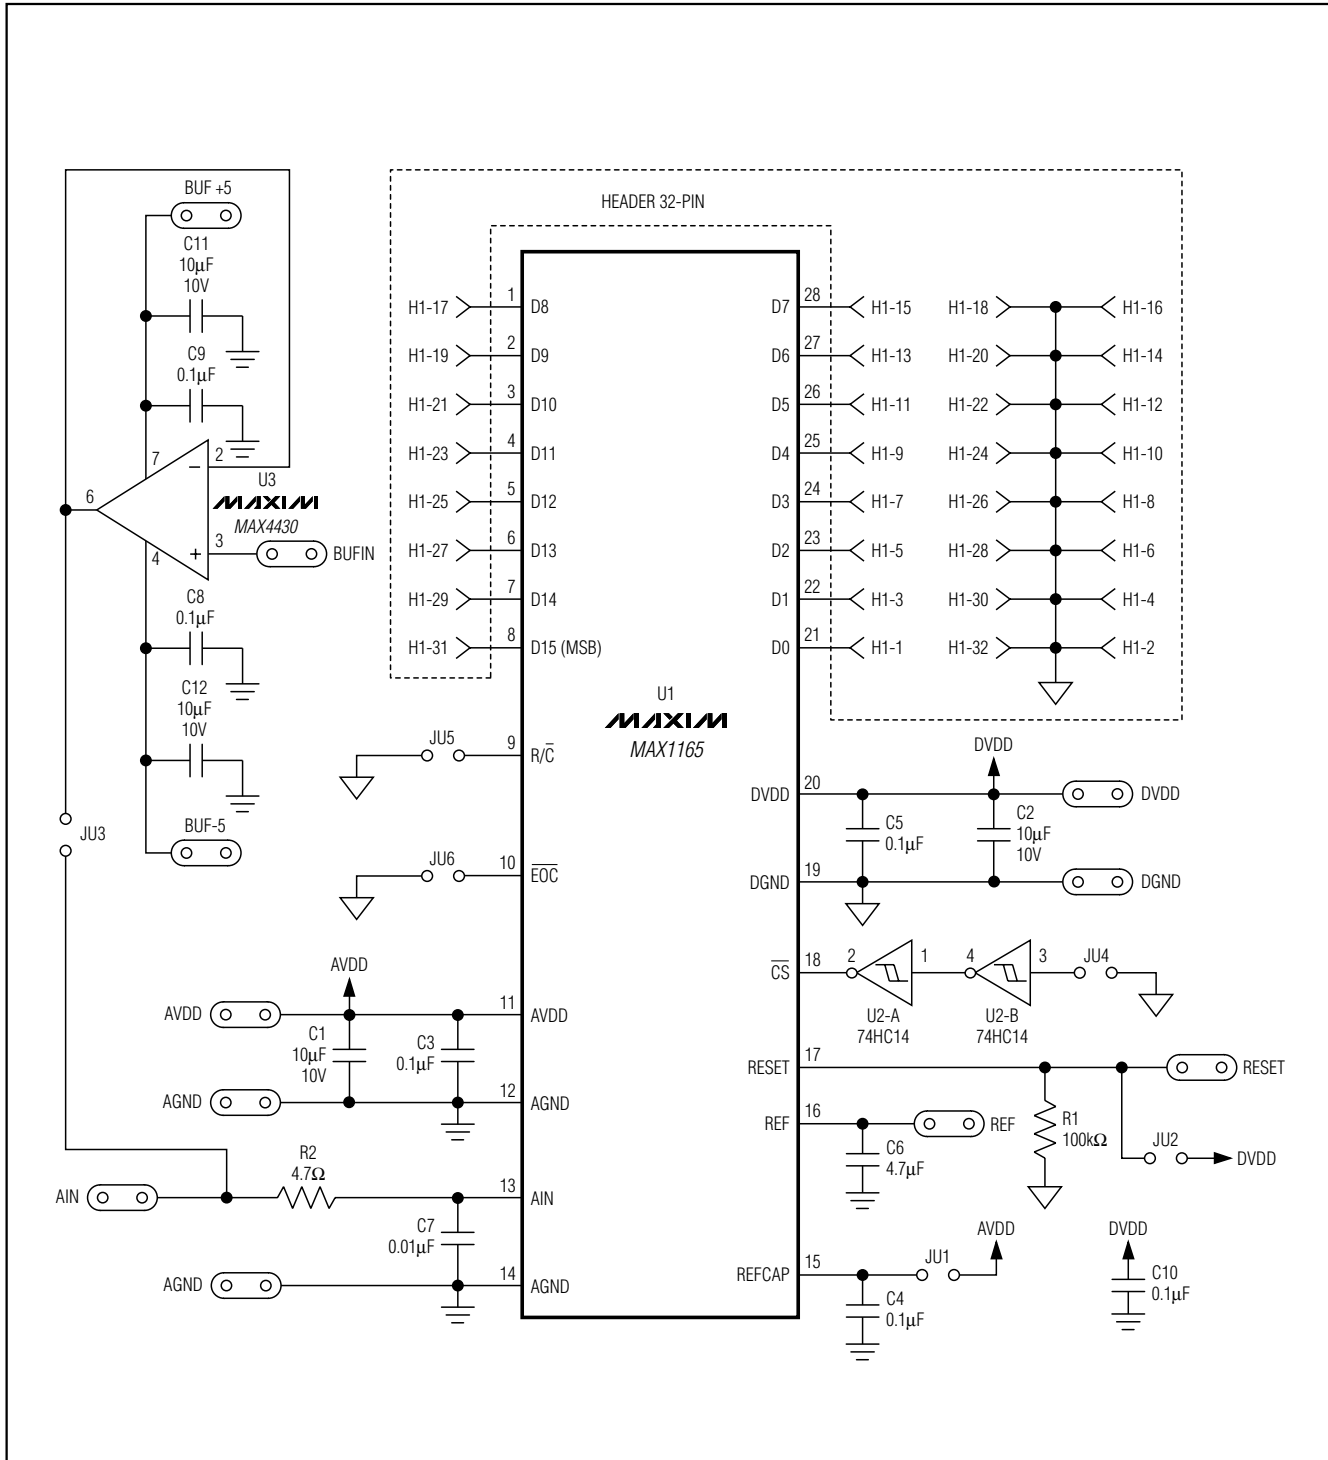 BUF +5
C11
10µF
10V
C9
0.1µF
7
2
−
6
U3
MAXIM
MAX4430
+
3
BUFIN
4
C8
0.1µF
C12
10µF
10V
BUF-5
JU3
HEADER 32-PIN
H1-17 1 D8
H1-19 2 D9
H1-21 3 D10
H1-23 4 D11
H1-25 5 D12
H1-27 6 D13
H1-29 7 D14
H1-31 8 D15 (MSB)
D7 28 H1-15 H1-18 H1-16
D6 27 H1-13 H1-20 H1-14
D5 26 H1-11 H1-22 H1-12
D4 25 H1-9 H1-24 H1-10
D3 24 H1-7 H1-26 H1-8
D2 23 H1-5 H1-28 H1-6
D1 22 H1-3 H1-30 H1-4
D0 21 H1-1 H1-32 H1-2
U1
MAXIM
MAX1165
JU5 9 R/C̅
JU6 10 E̅O̅C̅
AVDD
AVDD 11 AVDD
C1
10µF
10V
C3
0.1µF
AGND 12 AGND
R2
4.7Ω
AIN 13 AIN
C7
0.01µF
AGND 14 AGND
DVDD
DVDD 20 DVDD
C5
0.1µF
C2
10µF
10V
DGND 19 DGND
C̅S̅ 18 2 1 4 3 JU4
U2-A
74HC14
U2-B
74HC14
RESET 17 RESET
REF 16 REF
C6
4.7µF
R1
100kΩ
JU2
DVDD
REFCAP 15 JU1
AVDD
C4
0.1µF
DVDD
C10
0.1µF